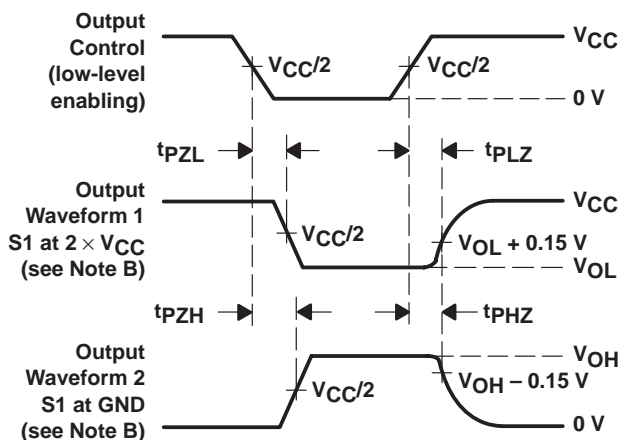 Output
Control
(low-level
enabling)
VCC
VCC/2
VCC/2
0 V
tPZL
tPLZ
Output
Waveform 1
S1 at 2 × VCC
(see Note B)
VCC
VCC/2
VOL + 0.15 V
VOL
tPZH
tPHZ
Output
Waveform 2
S1 at GND
(see Note B)
VOH
VCC/2
VOH − 0.15 V
0 V